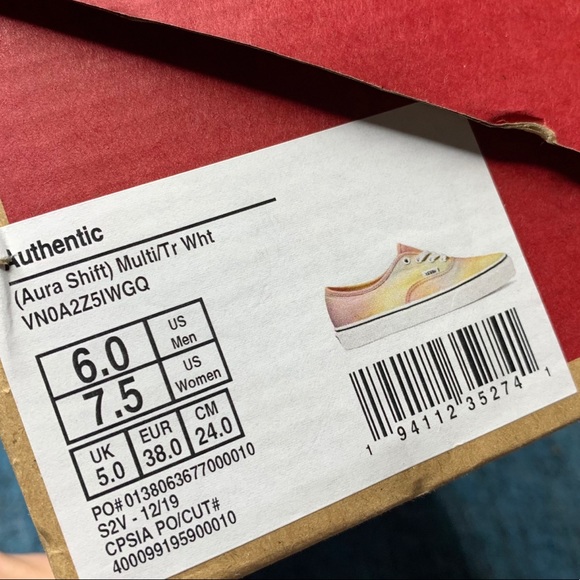 Authentic
(Aura Shift) Multi/Tr Wht
VN0A2Z5IWGQ
6.0 US Men
7.5 US Women
UK 5.0 EUR 38.0 CM 24.0
PO# 0138063677000010
S2V - 12/19
CPSIA PO/CUT#
400099195900010
1 94112 35274 1